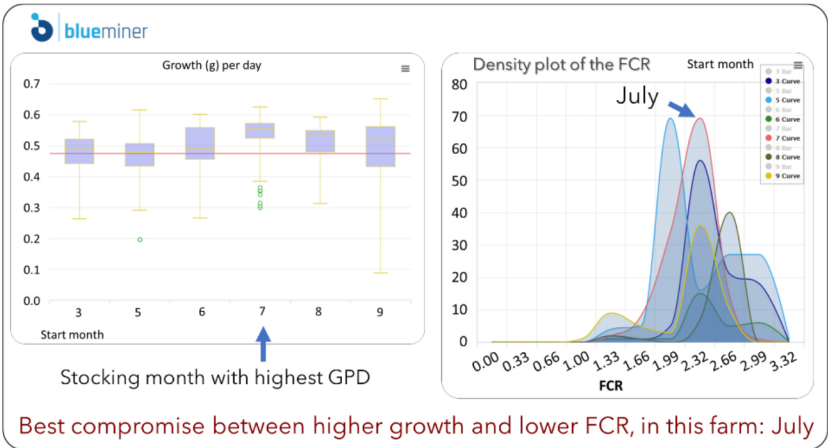 blueminer
Growth (g) per day
0.7
0.6
0.5
0.4
0.3
0.2
0.1
0.0
3 5 6 7 8 9
Start month
Stocking month with highest GPD
Density plot of the FCR
Start month
July
3 Bar
3 Curve
5 Bar
5 Curve
6 Bar
6 Curve
7 Bar
7 Curve
8 Bar
8 Curve
9 Bar
9 Curve
80
70
60
50
40
30
20
10
0
0.00 0.33 0.66 1.00 1.33 1.66 1.99 2.32 2.66 2.99 3.32
FCR
Best compromise between higher growth and lower FCR, in this farm: July